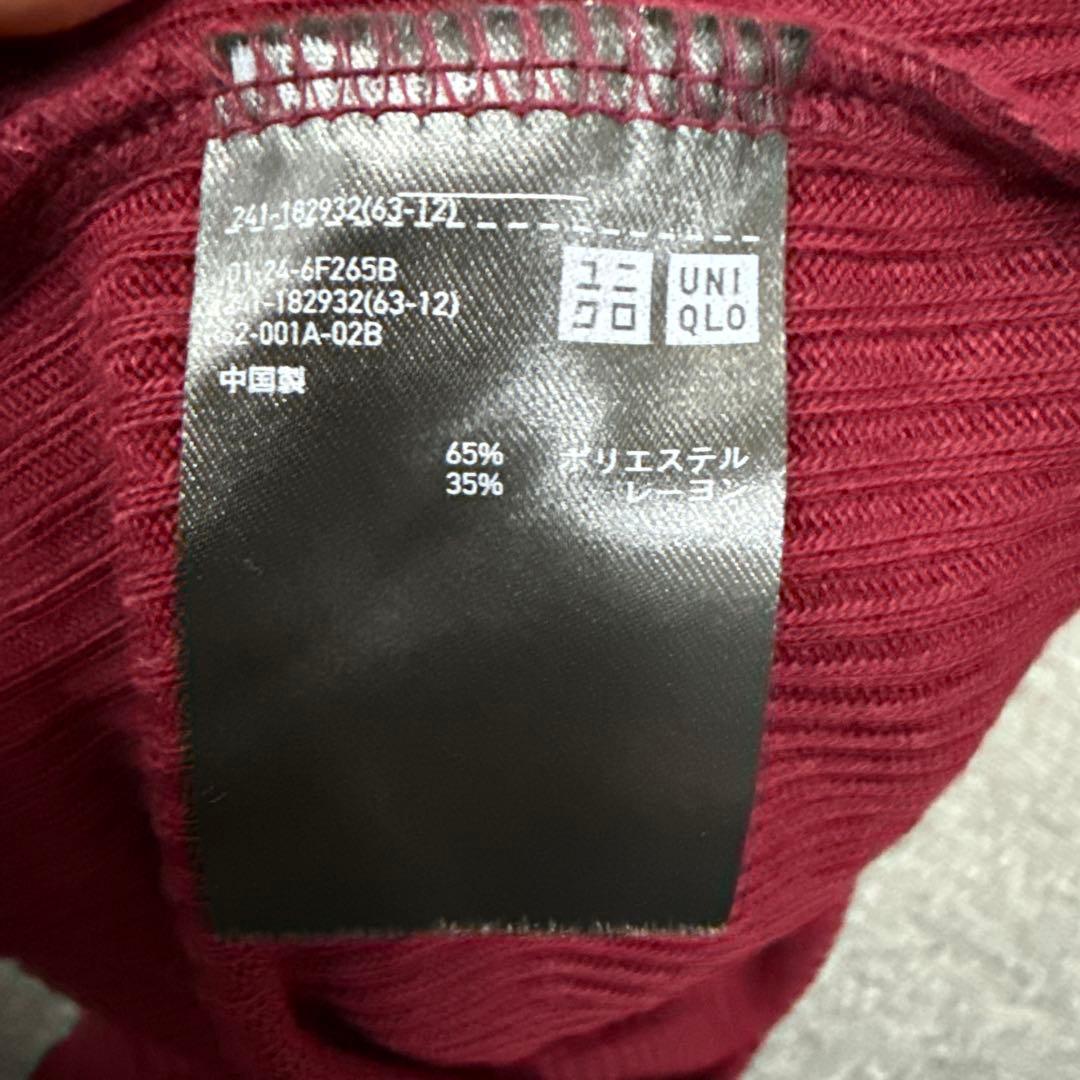 241-182932(63-12)
01-24-6F265B
241-182932(63-12)
62-001A-02B
ユニ
クロ
UNI
QLO
中国製
65% ポリエステル
35% レーヨン